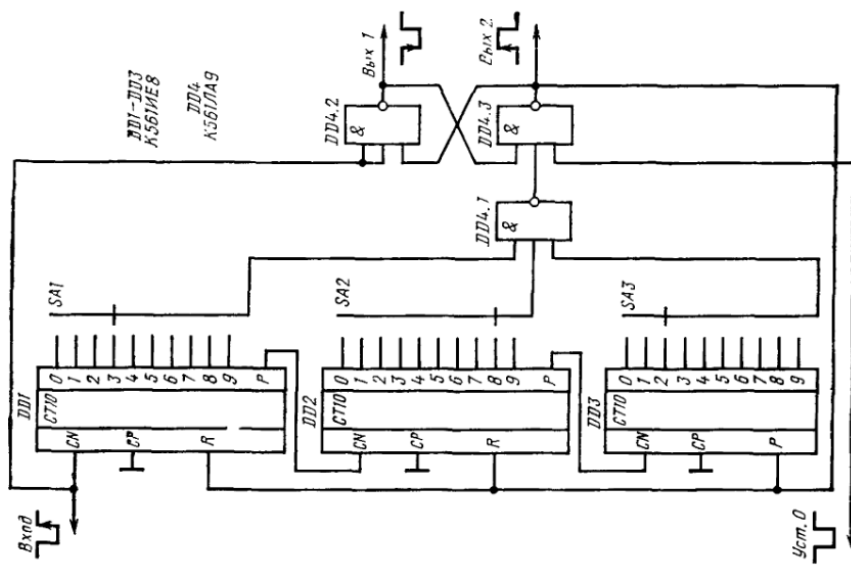 DD1-DD3
К561ИЕ8
DD4
К561ЛА9
Вход
Уст. 0
Вых 1
Вых 2
DD1
CT10
CN
CP
R
0
1
2
3
4
5
6
7
8
9
P
SA1
DD2
CT10
CN
CP
R
0
1
2
3
4
5
6
7
8
9
P
SA2
DD3
CT10
CN
CP
P
0
1
2
3
4
5
6
7
8
9
SA3
DD4.1
&
DD4.2
&
DD4.3
&